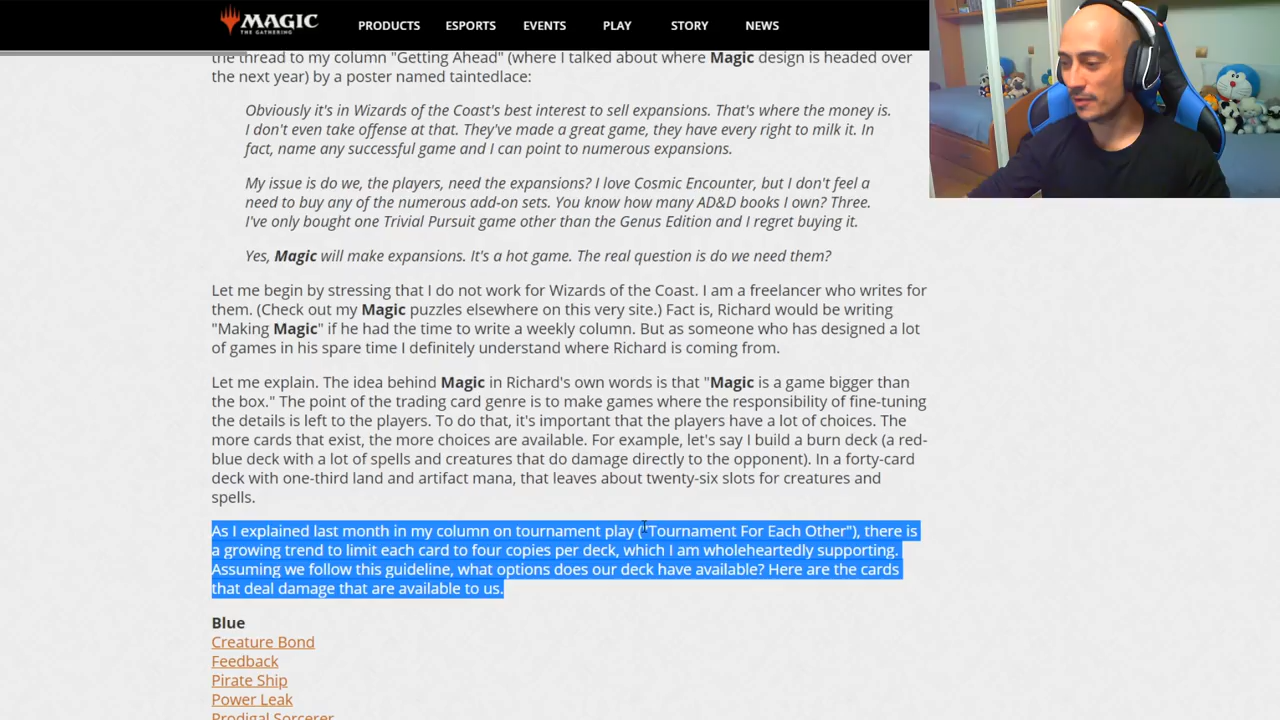 MAGIC
THE GATHERING
PRODUCTS
ESPORTS
EVENTS
PLAY
STORY
NEWS
the thread to my column "Getting Ahead" (where I talked about where Magic design is headed over
the next year) by a poster named taintedlace:
Obviously it's in Wizards of the Coast's best interest to sell expansions. That's where the money is.
I don't even take offense at that. They've made a great game, they have every right to milk it. In
fact, name any successful game and I can point to numerous expansions.
My issue is do we, the players, need the expansions? I love Cosmic Encounter, but I don't feel a
need to buy any of the numerous add-on sets. You know how many AD&D books I own? Three.
I've only bought one Trivial Pursuit game other than the Genus Edition and I regret buying it.
Yes, Magic will make expansions. It's a hot game. The real question is do we need them?
Let me begin by stressing that I do not work for Wizards of the Coast. I am a freelancer who writes for
them. (Check out my Magic puzzles elsewhere on this very site.) Fact is, Richard would be writing
"Making Magic" if he had the time to write a weekly column. But as someone who has designed a lot
of games in his spare time I definitely understand where Richard is coming from.
Let me explain. The idea behind Magic in Richard's own words is that "Magic is a game bigger than
the box." The point of the trading card genre is to make games where the responsibility of fine-tuning
the details is left to the players. To do that, it's important that the players have a lot of choices. The
more cards that exist, the more choices are available. For example, let's say I build a burn deck (a red-
blue deck with a lot of spells and creatures that do damage directly to the opponent). In a forty-card
deck with one-third land and artifact mana, that leaves about twenty-six slots for creatures and
spells.
As I explained last month in my column on tournament play ("Tournament For Each Other"), there is
a growing trend to limit each card to four copies per deck, which I am wholeheartedly supporting.
Assuming we follow this guideline, what options does our deck have available? Here are the cards
that deal damage that are available to us.
Blue
Creature Bond
Feedback
Pirate Ship
Power Leak
Prodigal Sorcerer